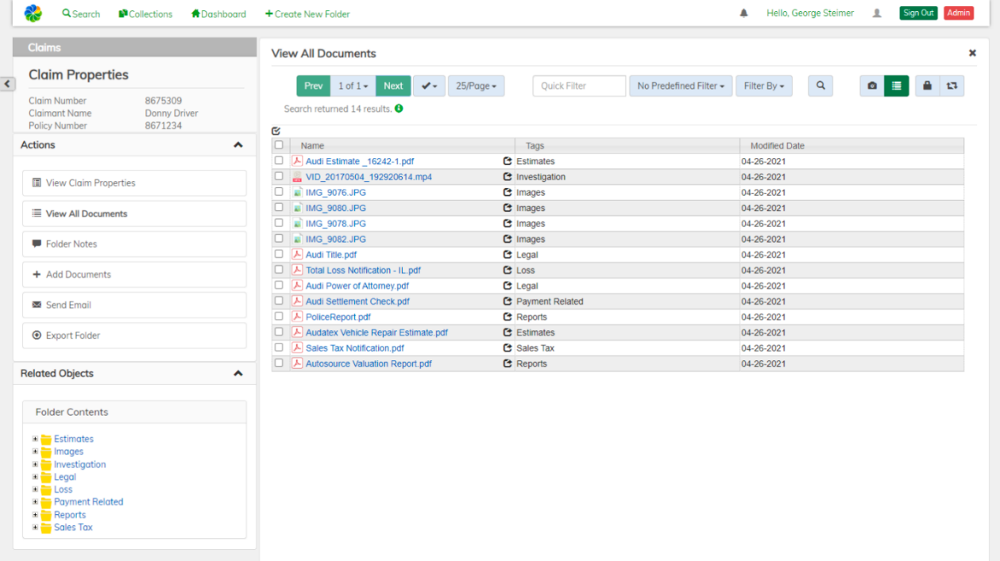 Search Collections Dashboard Create New Folder Hello, George Steimer Sign Out Admin
Claims
Claim Properties
Claim Number 8675309
Claimant Name Donny Driver
Policy Number 8671234
Actions
View Claim Properties
View All Documents
Folder Notes
Add Documents
Send Email
Export Folder
Related Objects
Folder Contents
Estimates
Images
Investigation
Legal
Loss
Payment Related
Reports
Sales Tax
View All Documents
Prev 1 of 1 Next 25/Page Quick Filter No Predefined Filter Filter By
Search returned 14 results.
Name Tags Modified Date
Audi Estimate _16242-1.pdf Estimates 04-26-2021
VID_20170504_192920614.mp4 Investigation 04-26-2021
IMG_9076.JPG Images 04-26-2021
IMG_9080.JPG Images 04-26-2021
IMG_9078.JPG Images 04-26-2021
IMG_9082.JPG Images 04-26-2021
Audi Title.pdf Legal 04-26-2021
Total Loss Notification - IL.pdf Loss 04-26-2021
Audi Power of Attorney.pdf Legal 04-26-2021
Audi Settlement Check.pdf Payment Related 04-26-2021
PoliceReport.pdf Reports 04-26-2021
Audatex Vehicle Repair Estimate.pdf Estimates 04-26-2021
Sales Tax Notification.pdf Sales Tax 04-26-2021
Autosource Valuation Report.pdf Reports 04-26-2021